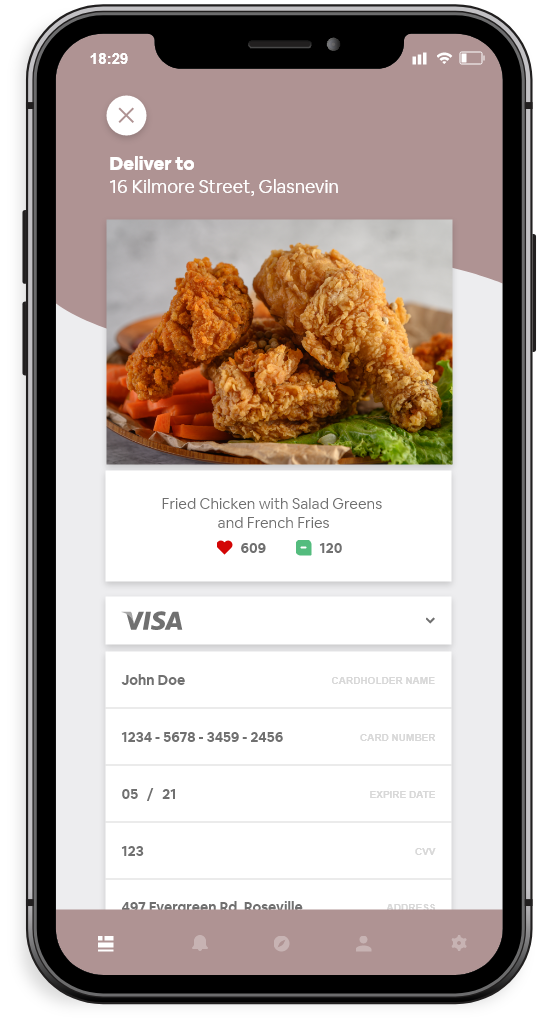 18:29
Deliver to
16 Kilmore Street, Glasnevin
Fried Chicken with Salad Greens
and French Fries
609 120
VISA
John Doe CARDHOLDER NAME
1234 - 5678 - 3459 - 2456 CARD NUMBER
05 / 21 EXPIRE DATE
123 CVV
497 Evergreen Rd. Roseville ADDRESS